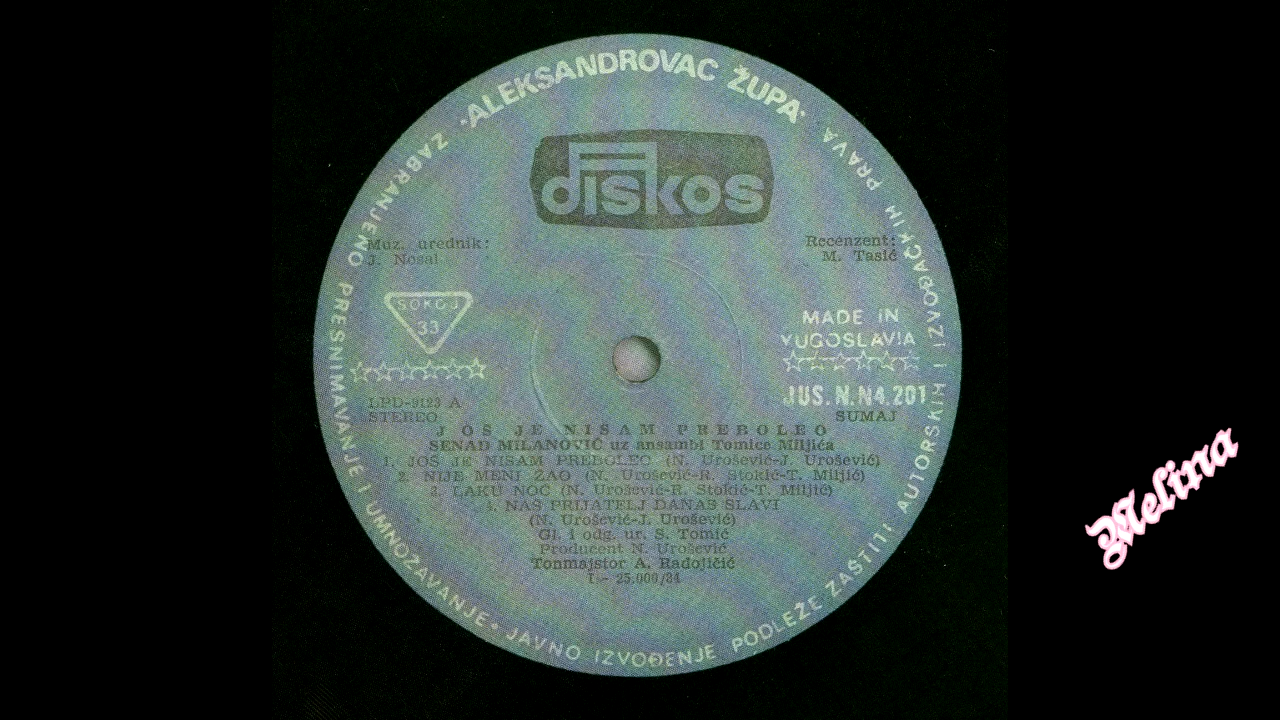 ·ALEKSANDROVAC ŽUPA·
diskos
Muz. urednik:
J. Nosal
Recenzent:
M. Tasić
SOKOJ
33
MADE IN
YUGOSLAVIA
JUS.N.N4.201
LPD-9123 A
STEREO
SUMAJ
JOŠ JE NISAM PREBOLEO
SENAD MILANOVIĆ uz ansambl Tomice Miljića
1. JOŠ JE NISAM PREBOLEO (N. Urošević-J. Urošević)
2. NIJE MENI ŽAO (N. Urošević-R. Stokić-T. Miljić)
3. LAKU NOĆ (N. Urošević-R. Stokić-T. Miljić)
4. NAŠ PRIJATELJ DANAS SLAVI
(N. Urošević-J. Urošević)
Gl. i odg. ur. S. Tomić
Producent N. Urošević
Tonmajstor A. Radojičić
I - 25.000/84
ZABRANJENO PRESNIMAVANJE I UMNOŽAVANJE • JAVNO IZVOĐENJE PODLEŽE ZAŠTITI AUTORSKIH I IZVOĐAČKIM PRAVA
Melina